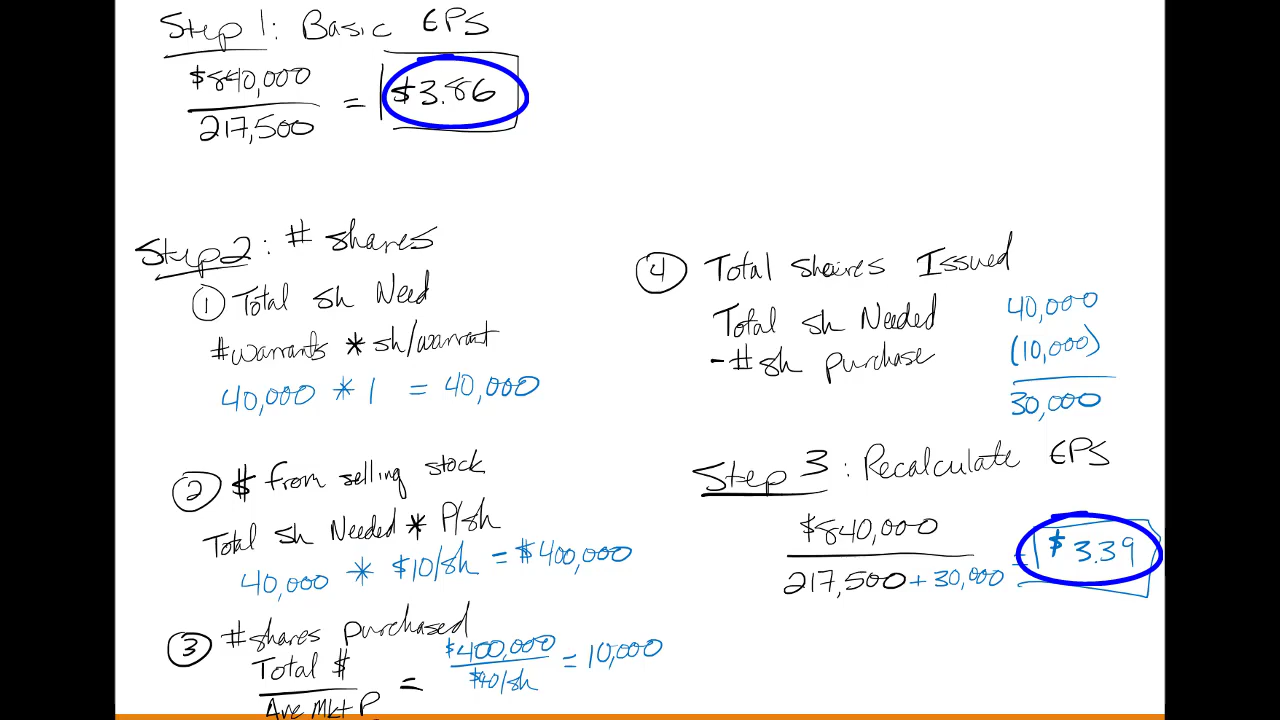 Step 1: Basic EPS
$840,000
217,500
= $3.86
Step 2: # shares
① Total sh Need
#warrants * sh/warrant
40,000 * 1 = 40,000
② $ from selling stock
Total sh Needed * P/sh
40,000 * $10/sh = $400,000
③ #shares purchased
Total $
Ave Mkt P
=
$400,000
$40/sh
= 10,000
④ Total shares Issued
Total sh Needed 40,000
- # sh purchase (10,000)
30,000
Step 3: Recalculate EPS
$840,000
217,500 + 30,000
= $3.39